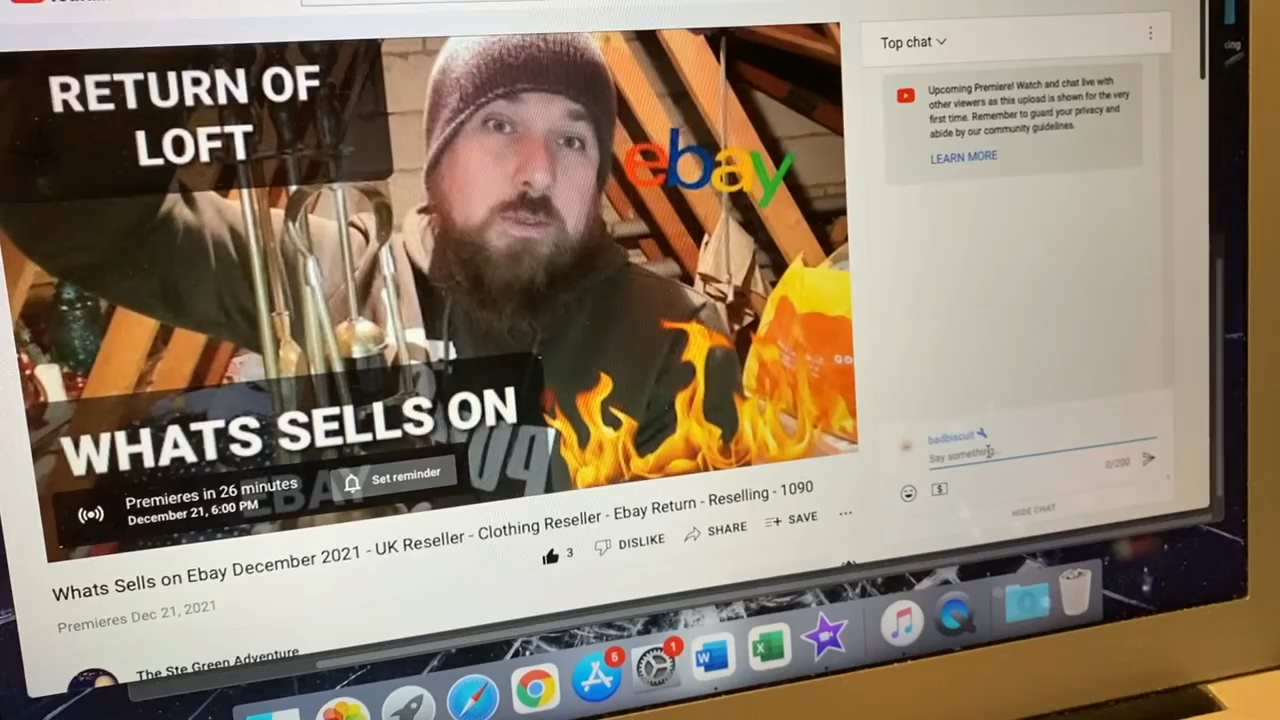 RETURN OF
LOFT
ebay
WHATS SELLS ON
EBAY
Premieres in 26 minutes
December 21, 6:00 PM
Set reminder
Whats Sells on Ebay December 2021 - UK Reseller - Clothing Reseller - Ebay Return - Reselling - 1090
Premieres Dec 21, 2021
3
DISLIKE
SHARE
SAVE
The Ste Green Adventure
Top chat
Upcoming Premiere! Watch and chat live with
other viewers as this upload is shown for the very
first time. Remember to guard your privacy and
abide by our community guidelines.
LEARN MORE
badbiscuit
Say something...
0/200
HIDE CHAT
5
1
W
X